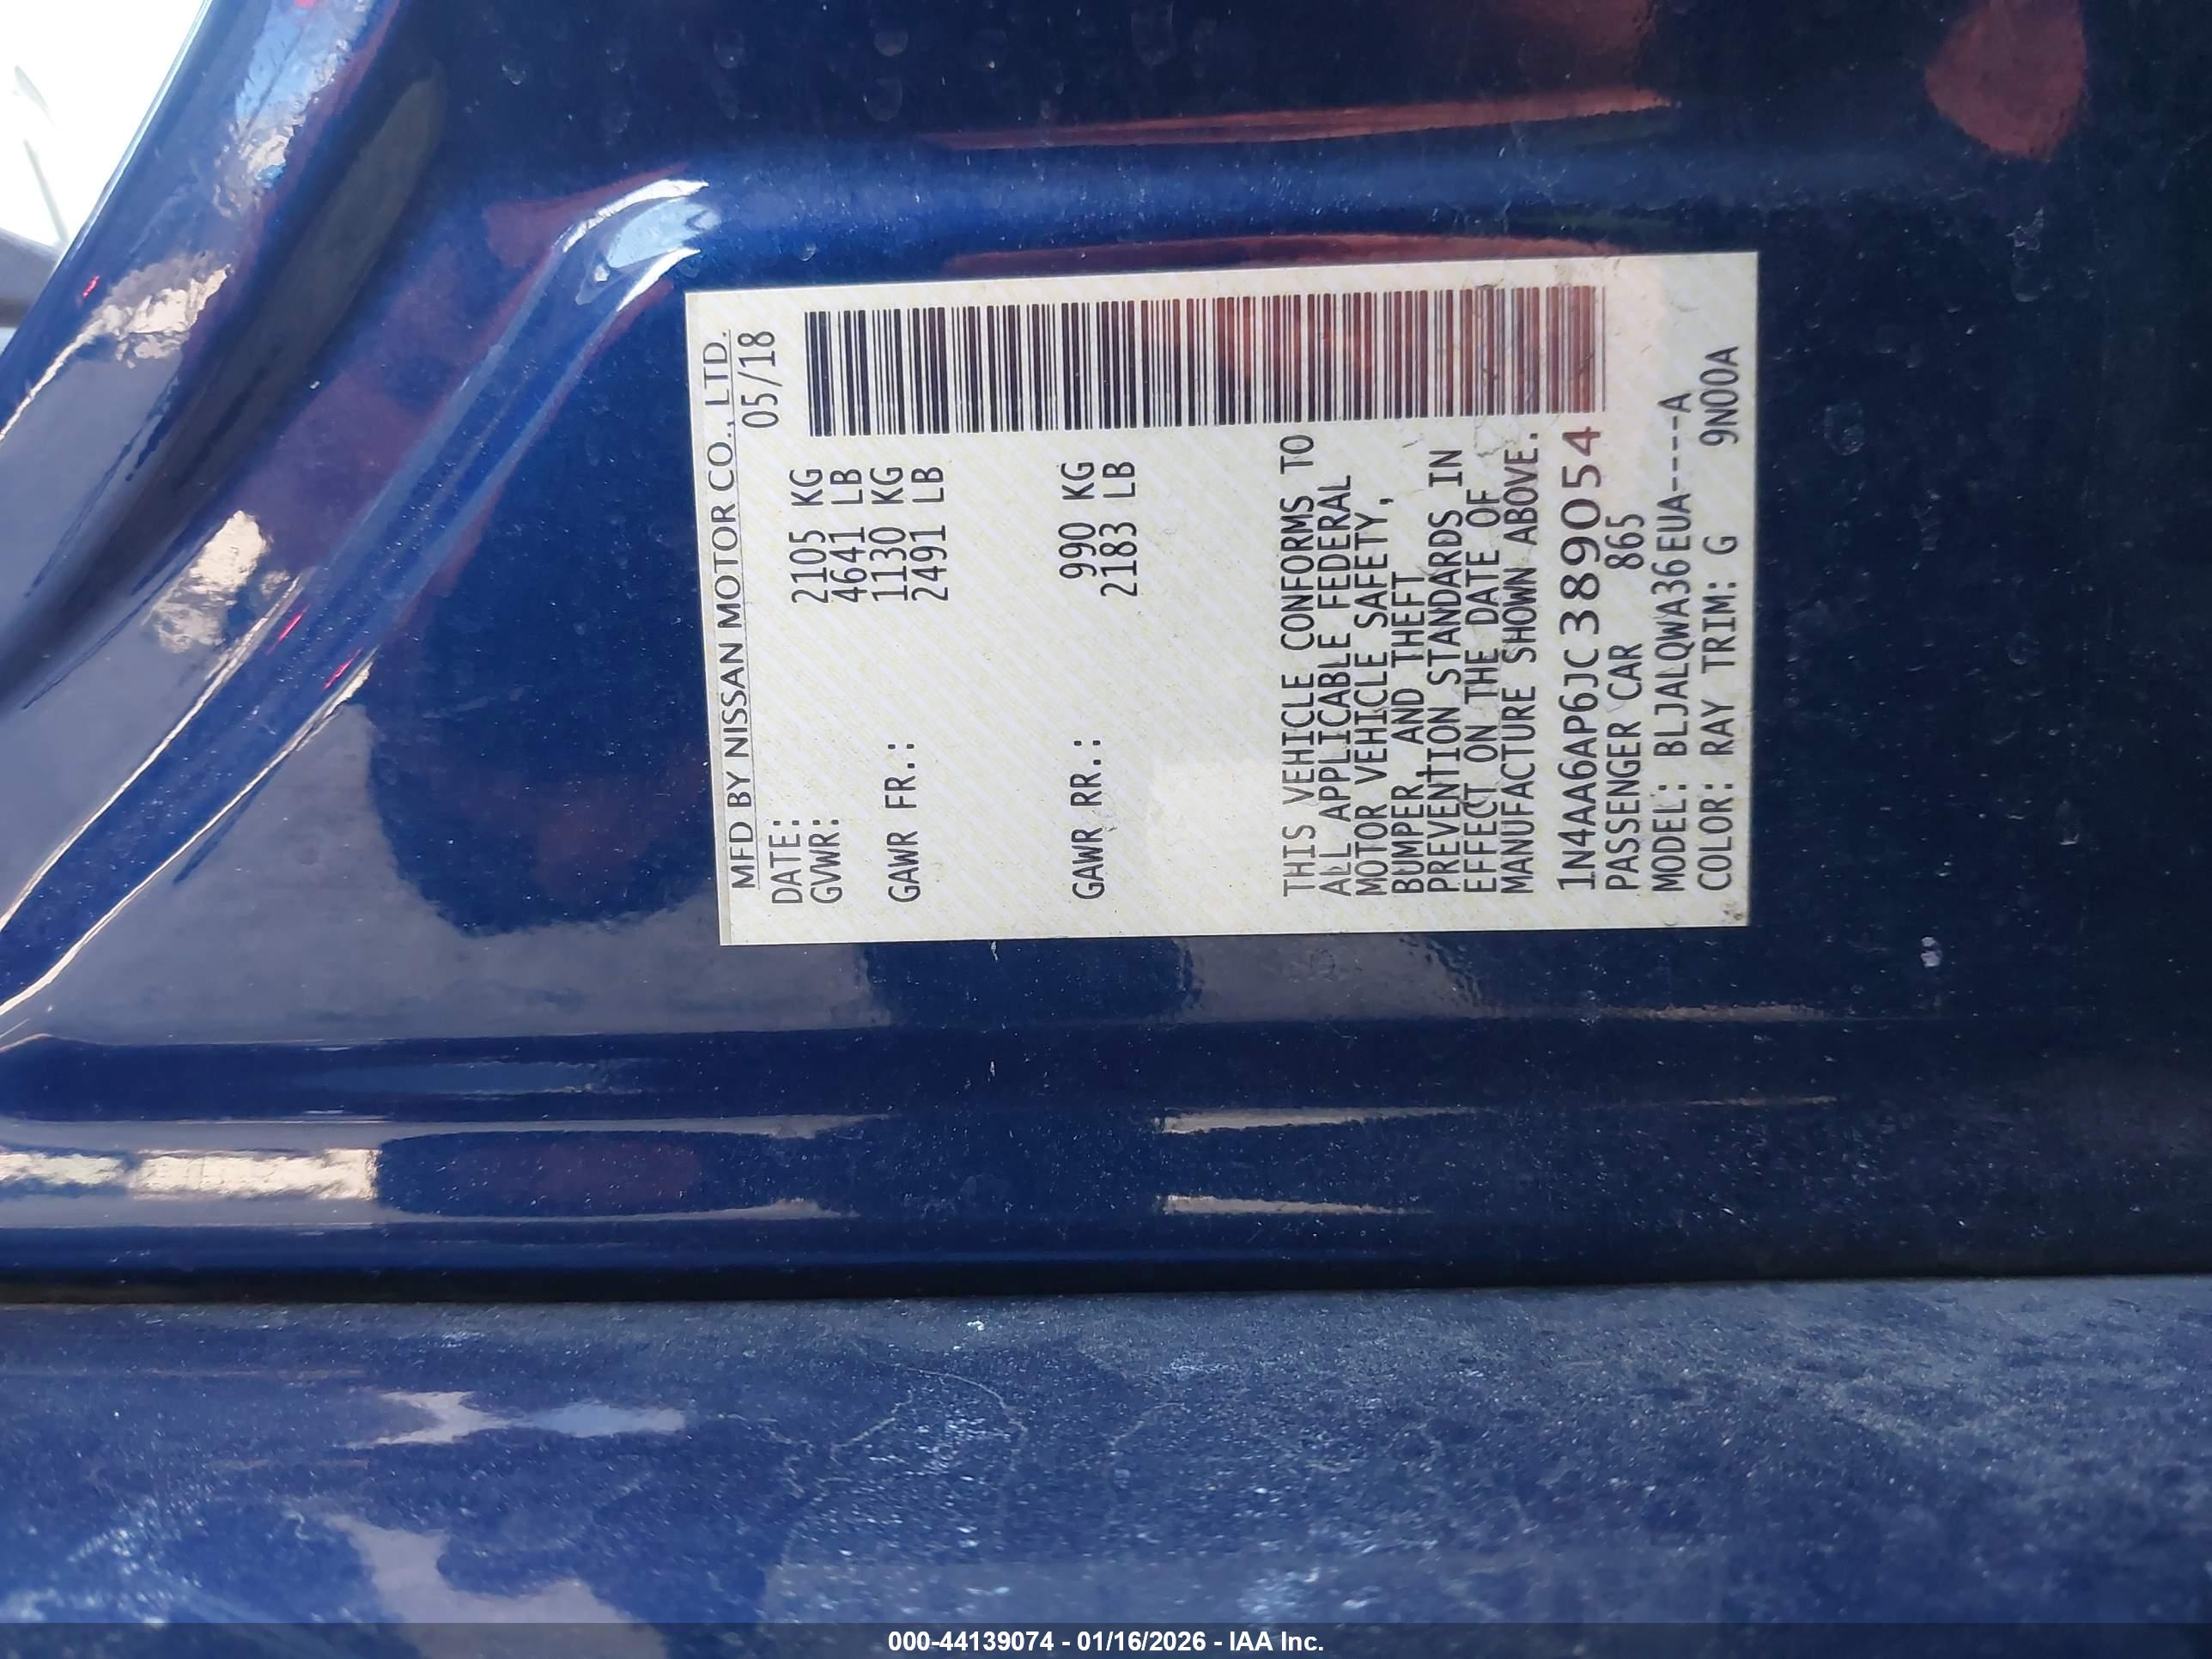 MFD BY NISSAN MOTOR CO., LTD.
DATE: 05/18
GVWR: 2105 KG
4641 LB
GAWR FR.: 1130 KG
2491 LB
GAWR RR.: 990 KG
2183 LB
THIS VEHICLE CONFORMS TO
ALL APPLICABLE FEDERAL
MOTOR VEHICLE SAFETY,
BUMPER, AND THEFT
PREVENTION STANDARDS IN
EFFECT ON THE DATE OF
MANUFACTURE SHOWN ABOVE.
1N4AA6AP6JC389054
PASSENGER CAR 865
MODEL: BLJALQWA36EUA----A
COLOR: RAY TRIM: G 9N00A
000-44139074 - 01/16/2026 - IAA Inc.